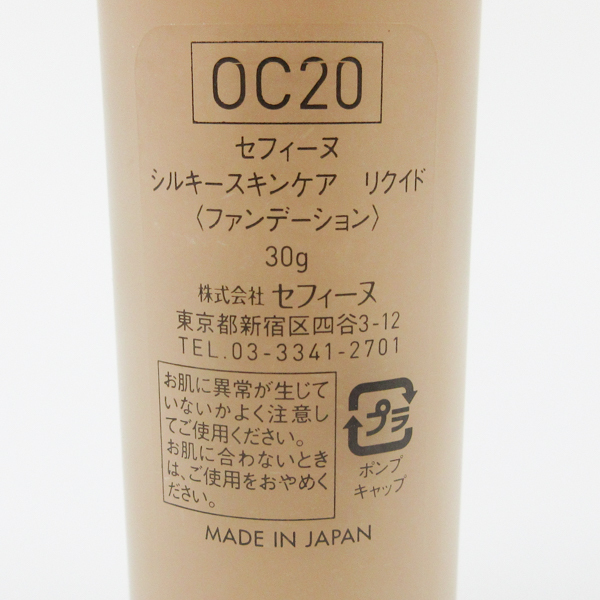 OC20
セフィーヌ
シルキースキンケア リクイド
〈ファンデーション〉
30g
株式会社 セフィーヌ
東京都新宿区四谷3-12
TEL.03-3341-2701
お肌に異常が生じて
いないかよく注意し
てご使用ください。
お肌に合わないとき
は、ご使用をおやめく
ださい。
プラ
ポンプ
キャップ
MADE IN JAPAN